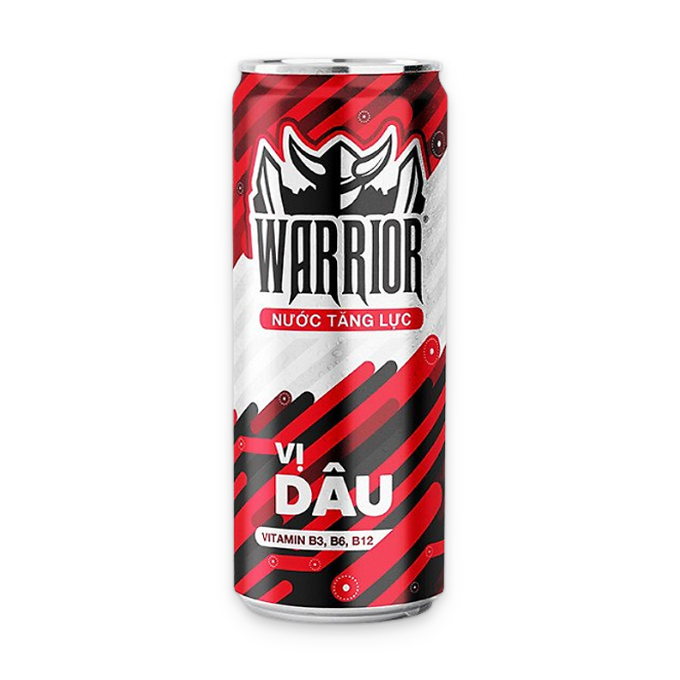 WARRIOR®
NƯỚC TĂNG LỰC
VỊ
DÂU
VITAMIN B3, B6, B12